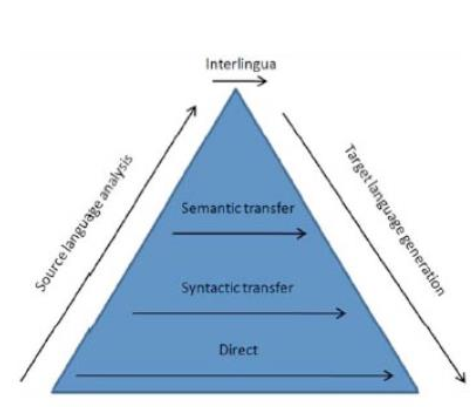 Interlingua
Source language analysis
Target language generation
Semantic transfer
Syntactic transfer
Direct